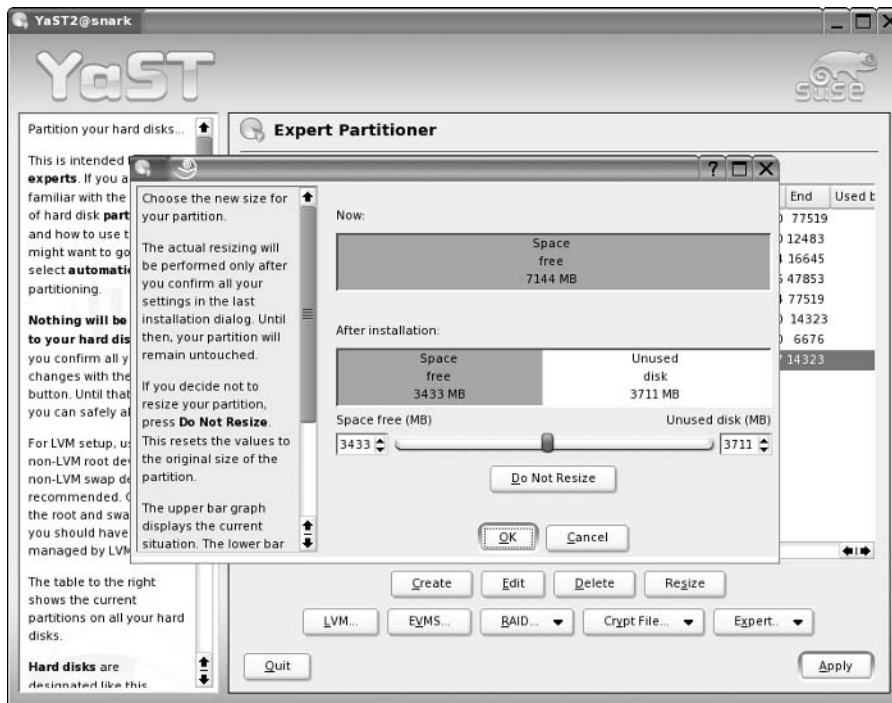 YaST2@snark
YaST
SUSE
Partition your hard disks...
This is intended
experts. If you a
familiar with the
of hard disk part
and how to use t
might want to go
select automati
partitioning.
Nothing will be
to your hard dis
you confirm all y
changes with the
button. Until that
you can safely al
For LVM setup, us
non-LVM root dev
non-LVM swap de
recommended. O
the root and swa
you should have
managed by LVM
The table to the right
shows the current
partitions on all your hard
disks.
Hard disks are
designated like this
Expert Partitioner
End Used b
77519
12483
16645
47853
77519
14323
6676
14323
?
Choose the new size for
your partition.
The actual resizing will
be performed only after
you confirm all your
settings in the last
installation dialog. Until
then, your partition will
remain untouched.
If you decide not to
resize your partition,
press Do Not Resize.
This resets the values to
the original size of the
partition.
The upper bar graph
displays the current
situation. The lower bar
Now:
Space
free
7144 MB
After installation:
Space
free
3433 MB
Unused
disk
3711 MB
Space free (MB)
Unused disk (MB)
3433
3711
Do Not Resize
OK
Cancel
Create
Edit
Delete
Resize
LVM...
EVMS...
RAID...
Crypt File...
Expert..
Quit
Apply